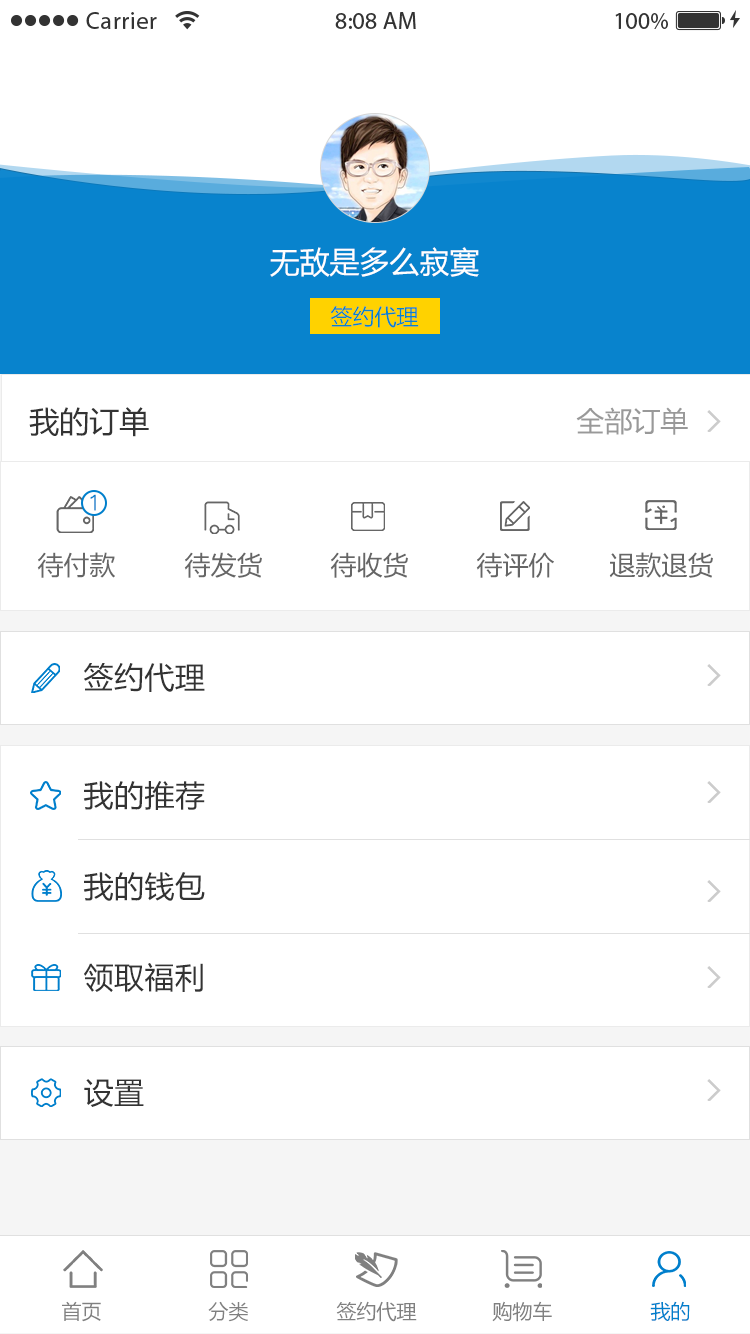 Carrier 8:08 AM 100%
无敌是多么寂寞
签约代理
我的订单 全部订单
1
待付款 待发货 待收货 待评价 退款退货
签约代理
我的推荐
我的钱包
领取福利
设置
首页 分类 签约代理 购物车 我的